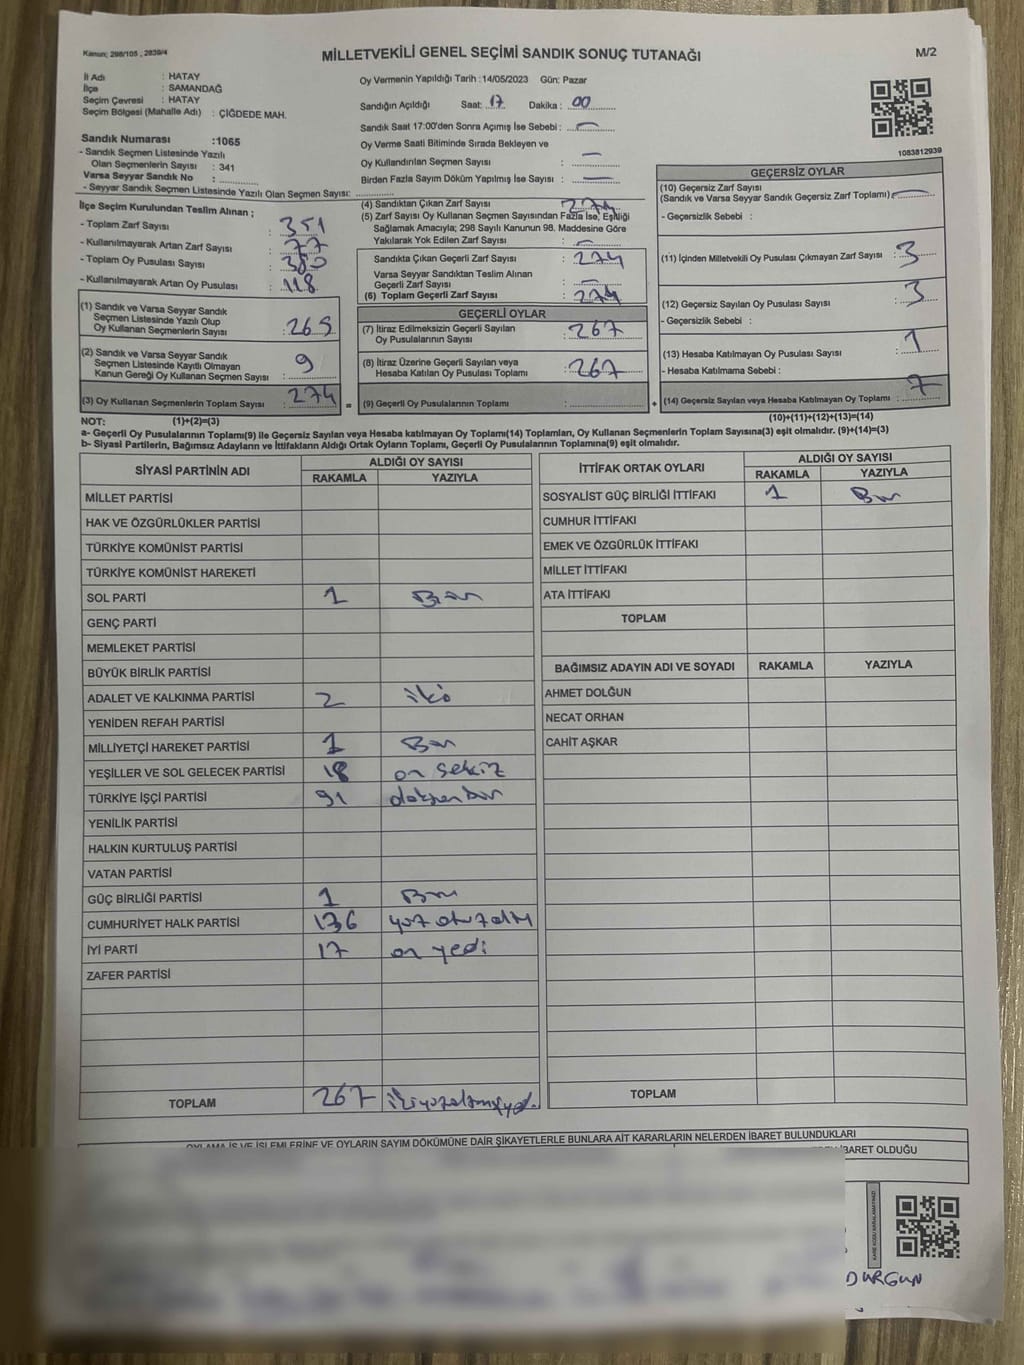 Kanun; 298/105 , 2839/4
MİLLETVEKİLİ GENEL SEÇİMİ SANDIK SONUÇ TUTANAĞI
M/2
İl Adı : HATAY
İlçe : SAMANDAĞ
Seçim Çevresi : HATAY
Seçim Bölgesi (Mahalle Adı) : ÇİĞDEDE MAH.
Sandık Numarası :1065
- Sandık Seçmen Listesinde Yazılı
Olan Seçmenlerin Sayısı : 341
Varsa Seyyar Sandık No :
- Seyyar Sandık Seçmen Listesinde Yazılı Olan Seçmen Sayısı:
Oy Vermenin Yapıldığı Tarih :14/05/2023 Gün: Pazar
Sandığın Açıldığı Saat: 17 Dakika : 00
Sandık Saat 17:00'den Sonra Açımış İse Sebebi : —
Oy Verme Saati Bitiminde Sırada Bekleyen ve
Oy Kullandırılan Seçmen Sayısı : —
Birden Fazla Sayım Döküm Yapılmış İse Sayısı : —
1083812939
İlçe Seçim Kurulundan Teslim Alınan ;
- Toplam Zarf Sayısı : 351
- Kullanılmayarak Artan Zarf Sayısı : 77
- Toplam Oy Pusulası Sayısı : 380
- Kullanılmayarak Artan Oy Pusulası : 118
(1) Sandık ve Varsa Seyyar Sandık
Seçmen Listesinde Yazılı Olup
Oy Kullanan Seçmenlerin Sayısı : 265
(2) Sandık ve Varsa Seyyar Sandık
Seçmen Listesinde Kayıtlı Olmayan
Kanun Gereği Oy Kullanan Seçmen Sayısı : 9
(3) Oy Kullanan Seçmenlerin Toplam Sayısı : 274
(4) Sandıktan Çıkan Zarf Sayısı : 274
(5) Zarf Sayısı Oy Kullanan Seçmen Sayısından Fazla İse, Eşitliği
Sağlamak Amacıyla; 298 Sayılı Kanunun 98. Maddesine Göre
Yakılarak Yok Edilen Zarf Sayısı : —
Sandıkta Çıkan Geçerli Zarf Sayısı : 274
Varsa Seyyar Sandıktan Teslim Alınan
Geçerli Zarf Sayısı : —
(6) Toplam Geçerli Zarf Sayısı : 274
GEÇERLİ OYLAR
(7) İtiraz Edilmeksizin Geçerli Sayılan
Oy Pusulalarının Sayısı : 267
(8) İtiraz Üzerine Geçerli Sayılan veya
Hesaba Katılan Oy Pusulası Toplamı : 267
= (9) Geçerli Oy Pusulalarının Toplamı :
GEÇERSİZ OYLAR
(10) Geçersiz Zarf Sayısı
(Sandık ve Varsa Seyyar Sandık Geçersiz Zarf Toplamı) : —
- Geçersizlik Sebebi :
(11) İçinden Milletvekili Oy Pusulası Çıkmayan Zarf Sayısı : 3
(12) Geçersiz Sayılan Oy Pusulası Sayısı : 3
- Geçersizlik Sebebi :
(13) Hesaba Katılmayan Oy Pusulası Sayısı : 1
- Hesaba Katılmama Sebebi :
+ (14) Geçersiz Sayılan veya Hesaba Katılmayan Oy Toplamı : 7
NOT: (1)+(2)=(3) (10)+(11)+(12)+(13)=(14)
a- Geçerli Oy Pusulalarının Toplamı(9) ile Geçersiz Sayılan veya Hesaba katılmayan Oy Toplamı(14) Toplamları, Oy Kullanan Seçmenlerin Toplam Sayısına(3) eşit olmalıdır. (9)+(14)=(3)
b- Siyasi Partilerin, Bağımsız Adayların ve İttifakların Aldığı Ortak Oyların Toplamı, Geçerli Oy Pusulalarının Toplamına(9) eşit olmalıdır.
SİYASİ PARTİNİN ADI ALDIĞI OY SAYISI
RAKAMLA YAZIYLA
MİLLET PARTİSİ
HAK VE ÖZGÜRLÜKLER PARTİSİ
TÜRKİYE KOMÜNİST PARTİSİ
TÜRKİYE KOMÜNİST HAREKETİ
SOL PARTİ 1 Bir
GENÇ PARTİ
MEMLEKET PARTİSİ
BÜYÜK BİRLİK PARTİSİ
ADALET VE KALKINMA PARTİSİ 2 iki
YENİDEN REFAH PARTİSİ
MİLLİYETÇİ HAREKET PARTİSİ 1 Bir
YEŞİLLER VE SOL GELECEK PARTİSİ 18 on sekiz
TÜRKİYE İŞÇİ PARTİSİ 91 doksan bir
YENİLİK PARTİSİ
HALKIN KURTULUŞ PARTİSİ
VATAN PARTİSİ
GÜÇ BİRLİĞİ PARTİSİ 1 Bir
CUMHURİYET HALK PARTİSİ 136 yüz otuz altı
İYİ PARTİ 17 on yedi
ZAFER PARTİSİ
TOPLAM 267 ikiyüzaltmışyedi
İTTİFAK ORTAK OYLARI ALDIĞI OY SAYISI
RAKAMLA YAZIYLA
SOSYALİST GÜÇ BİRLİĞİ İTTİFAKI 1 Bir
CUMHUR İTTİFAKI
EMEK VE ÖZGÜRLÜK İTTİFAKI
MİLLET İTTİFAKI
ATA İTTİFAKI
TOPLAM
BAĞIMSIZ ADAYIN ADI VE SOYADI RAKAMLA YAZIYLA
AHMET DOLĞUN
NECAT ORHAN
CAHİT AŞKAR
TOPLAM
OYLAMA İŞ VE İŞLEMLERİNE VE OYLARIN SAYIM DÖKÜMÜNE DAİR ŞİKAYETLERLE BUNLARA AİT KARARLARIN NELERDEN İBARET BULUNDUKLARI
İBARET OLDUĞU
KARE KODU KARALAMAYINIZ!
DURGUN